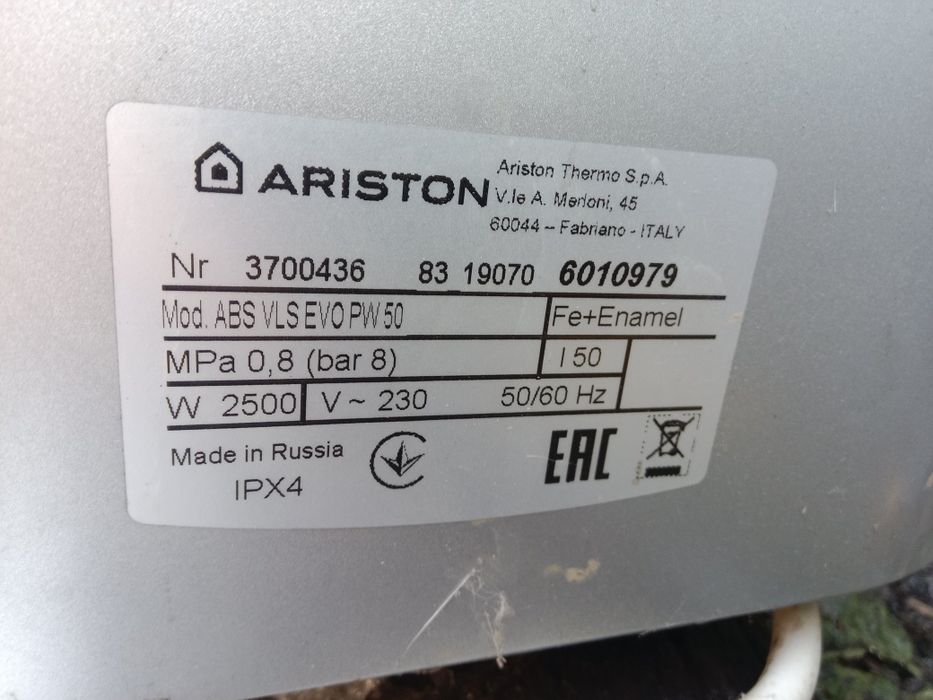 ARISTON
Ariston Thermo S.p.A.
V.le A. Merloni, 45
60044 – Fabriano - ITALY
Nr 3700436 83 19070 6010979
Mod. ABS VLS EVO PW 50 Fe+Enamel
MPa 0,8 (bar 8) l 50
W 2500 V ~ 230 50/60 Hz
Made in Russia
IPX4
EAC